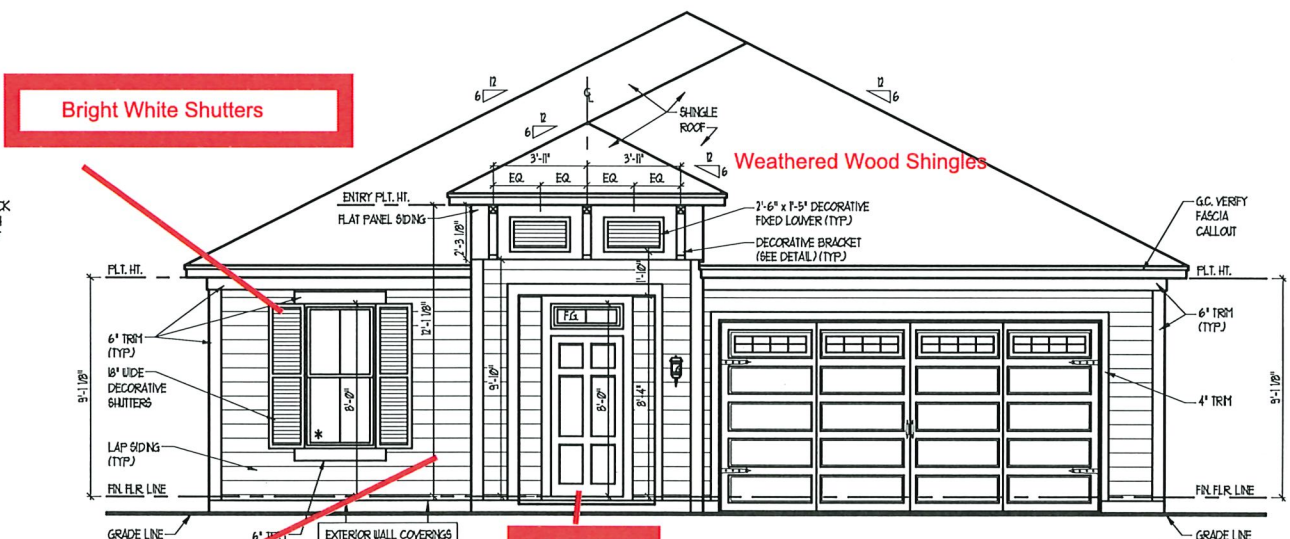 Bright White Shutters
12
6
12
6
12
6
SHINGLE
ROOF
12
6
Weathered Wood Shingles
3'-11"
3'-11"
EQ.
EQ.
EQ.
EQ.
ENTRY PLT. HT.
FLAT PANEL SIDING
2'-6" x 1'-5" DECORATIVE
FIXED LOUVER (TYP.)
DECORATIVE BRACKET
(SEE DETAIL) (TYP.)
G.C. VERIFY
FASCIA
CALLOUT
2'-3 1/8"
1'-10"
PLT. HT.
PLT. HT.
6" TRIM
(TYP.)
6" TRIM
(TYP.)
18" WIDE
DECORATIVE
SHUTTERS
9'-1 1/8"
8'-0"
12'-1 1/8"
9'-10"
F.G.
8'-0"
8'-4"
4" TRIM
9'-1 1/8"
*
LAP SIDING
(TYP.)
FIN. FLR. LINE
FIN. FLR. LINE
GRADE LINE
EXTERIOR WALL COVERINGS
GRADE LINE